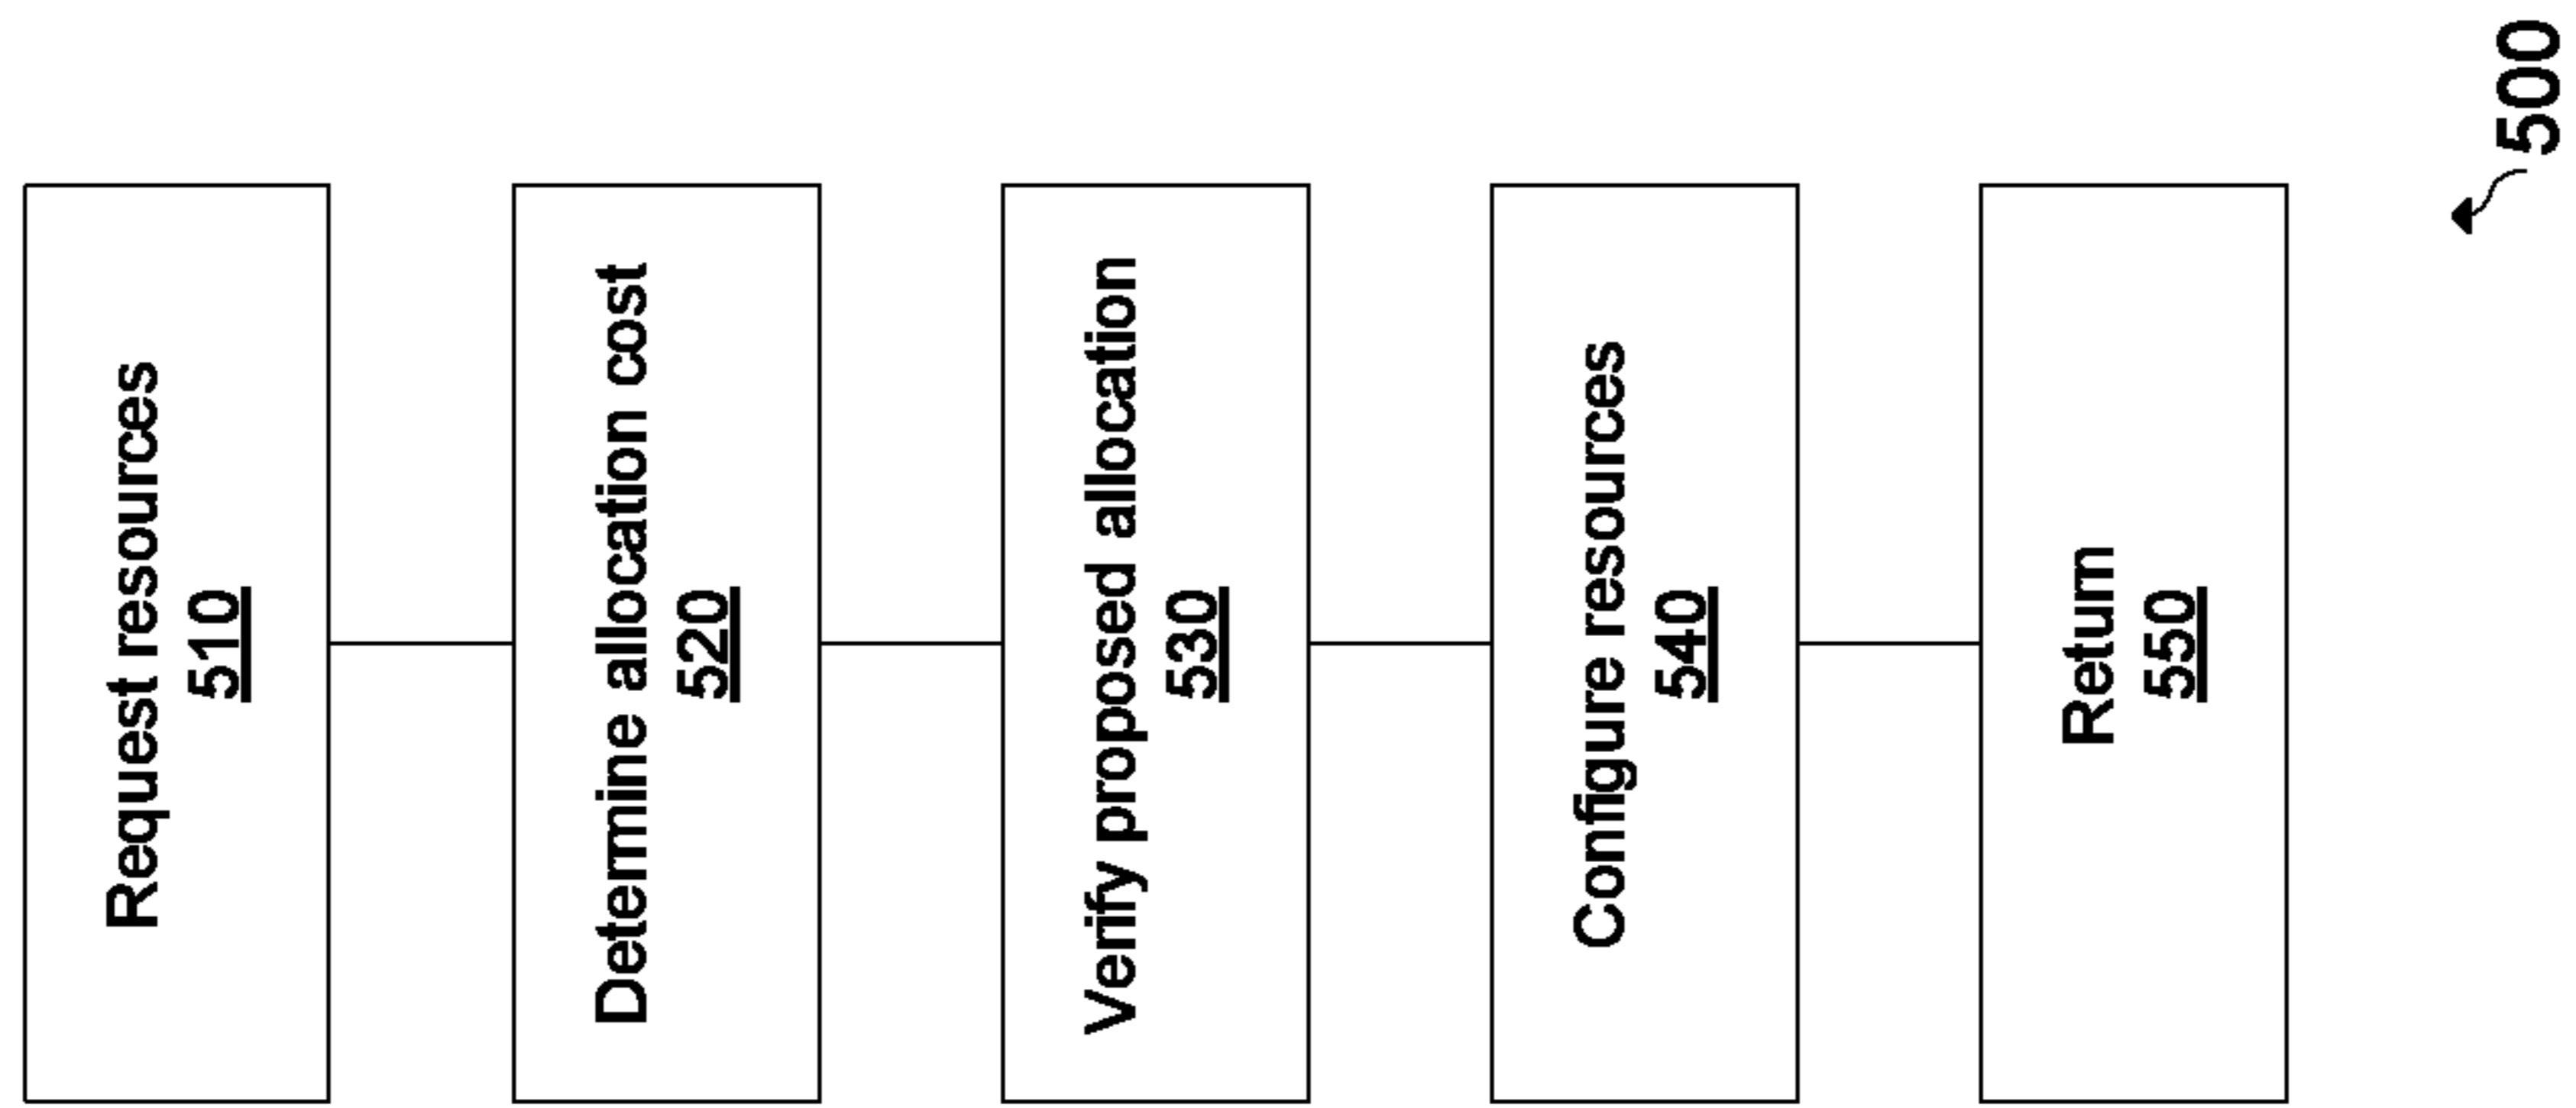 Request resources
510
Determine allocation cost
520
Verify proposed allocation
530
Configure resources
540
Return
550
500